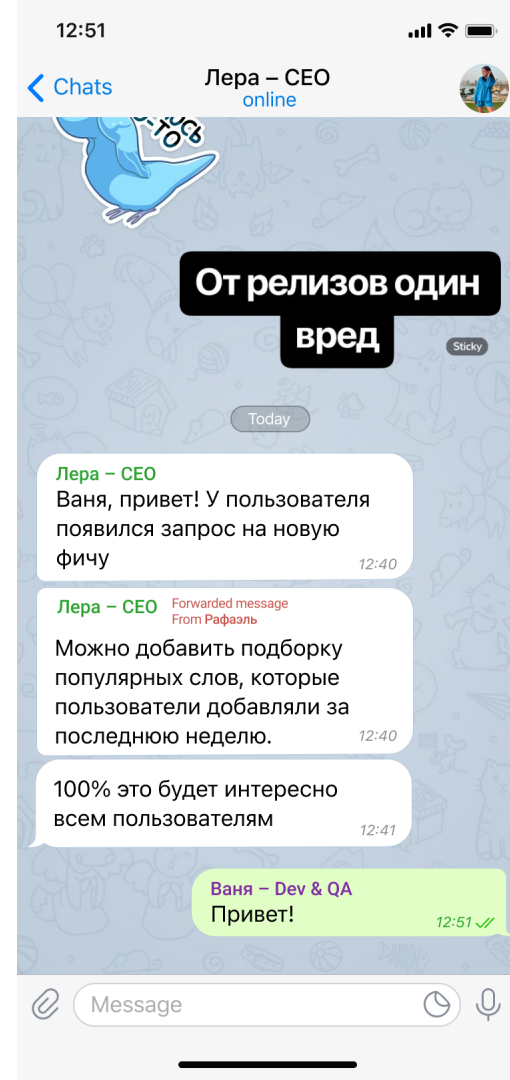 12:51
Chats
Лера – CEO
online
-ТО
От релизов один
вред
Sticky
Today
Лера – CEO
Ваня, привет! У пользователя
появился запрос на новую
фичу
12:40
Лера – CEO
Forwarded message
From Рафаэль
Можно добавить подборку
популярных слов, которые
пользователи добавляли за
последнюю неделю.
12:40
100% это будет интересно
всем пользователям
12:41
Ваня – Dev & QA
Привет!
12:51
Message